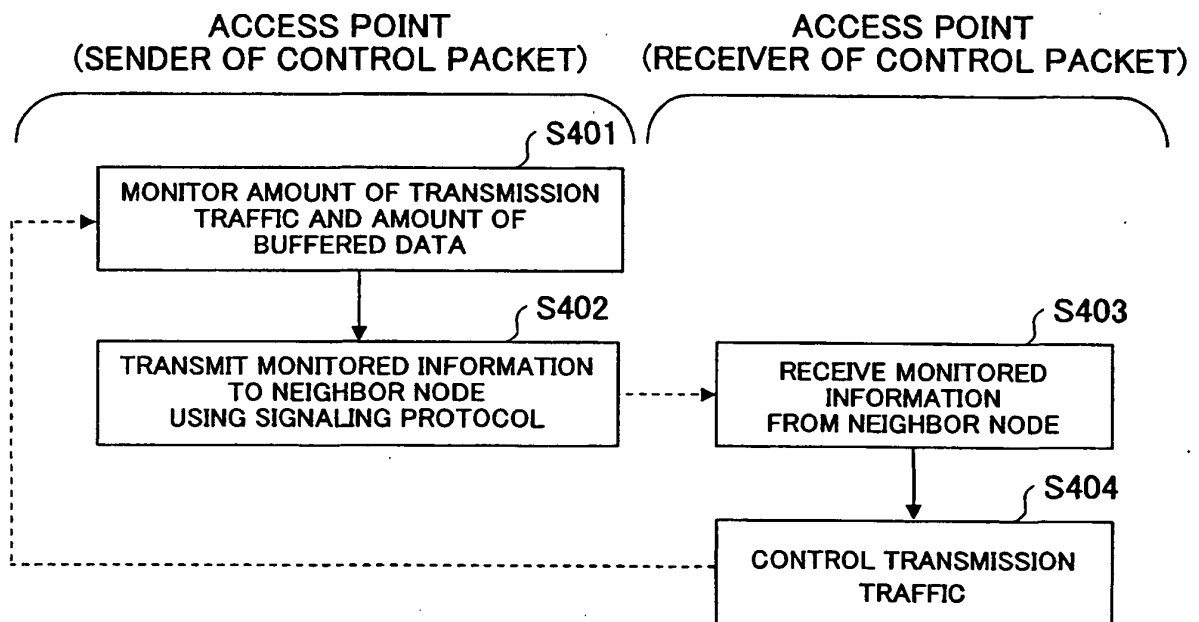 ACCESS POINT
(SENDER OF CONTROL PACKET)
ACCESS POINT
(RECEIVER OF CONTROL PACKET)
S401
MONITOR AMOUNT OF TRANSMISSION
TRAFFIC AND AMOUNT OF
BUFFERED DATA
S402
TRANSMIT MONITORED INFORMATION
TO NEIGHBOR NODE
USING SIGNALING PROTOCOL
S403
RECEIVE MONITORED
INFORMATION
FROM NEIGHBOR NODE
S404
CONTROL TRANSMISSION
TRAFFIC